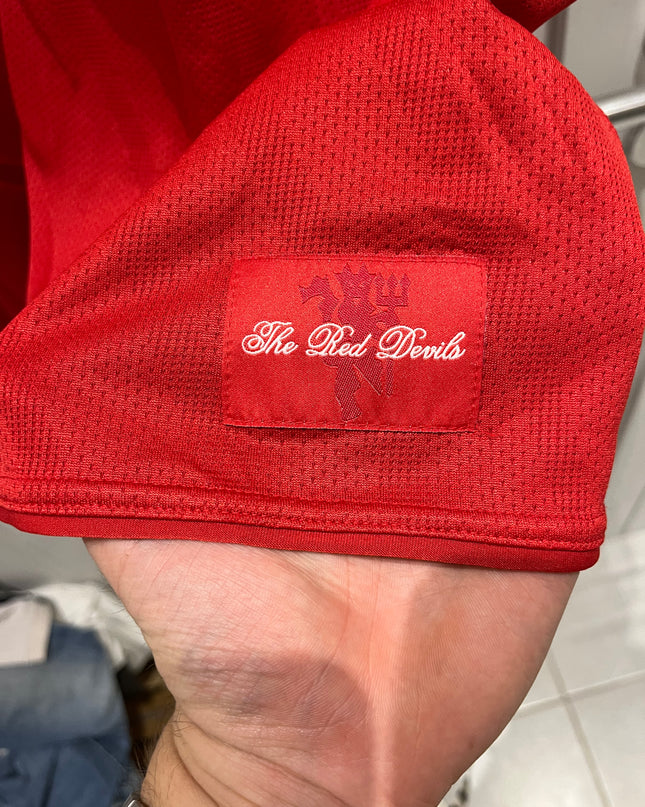 The Red Devils